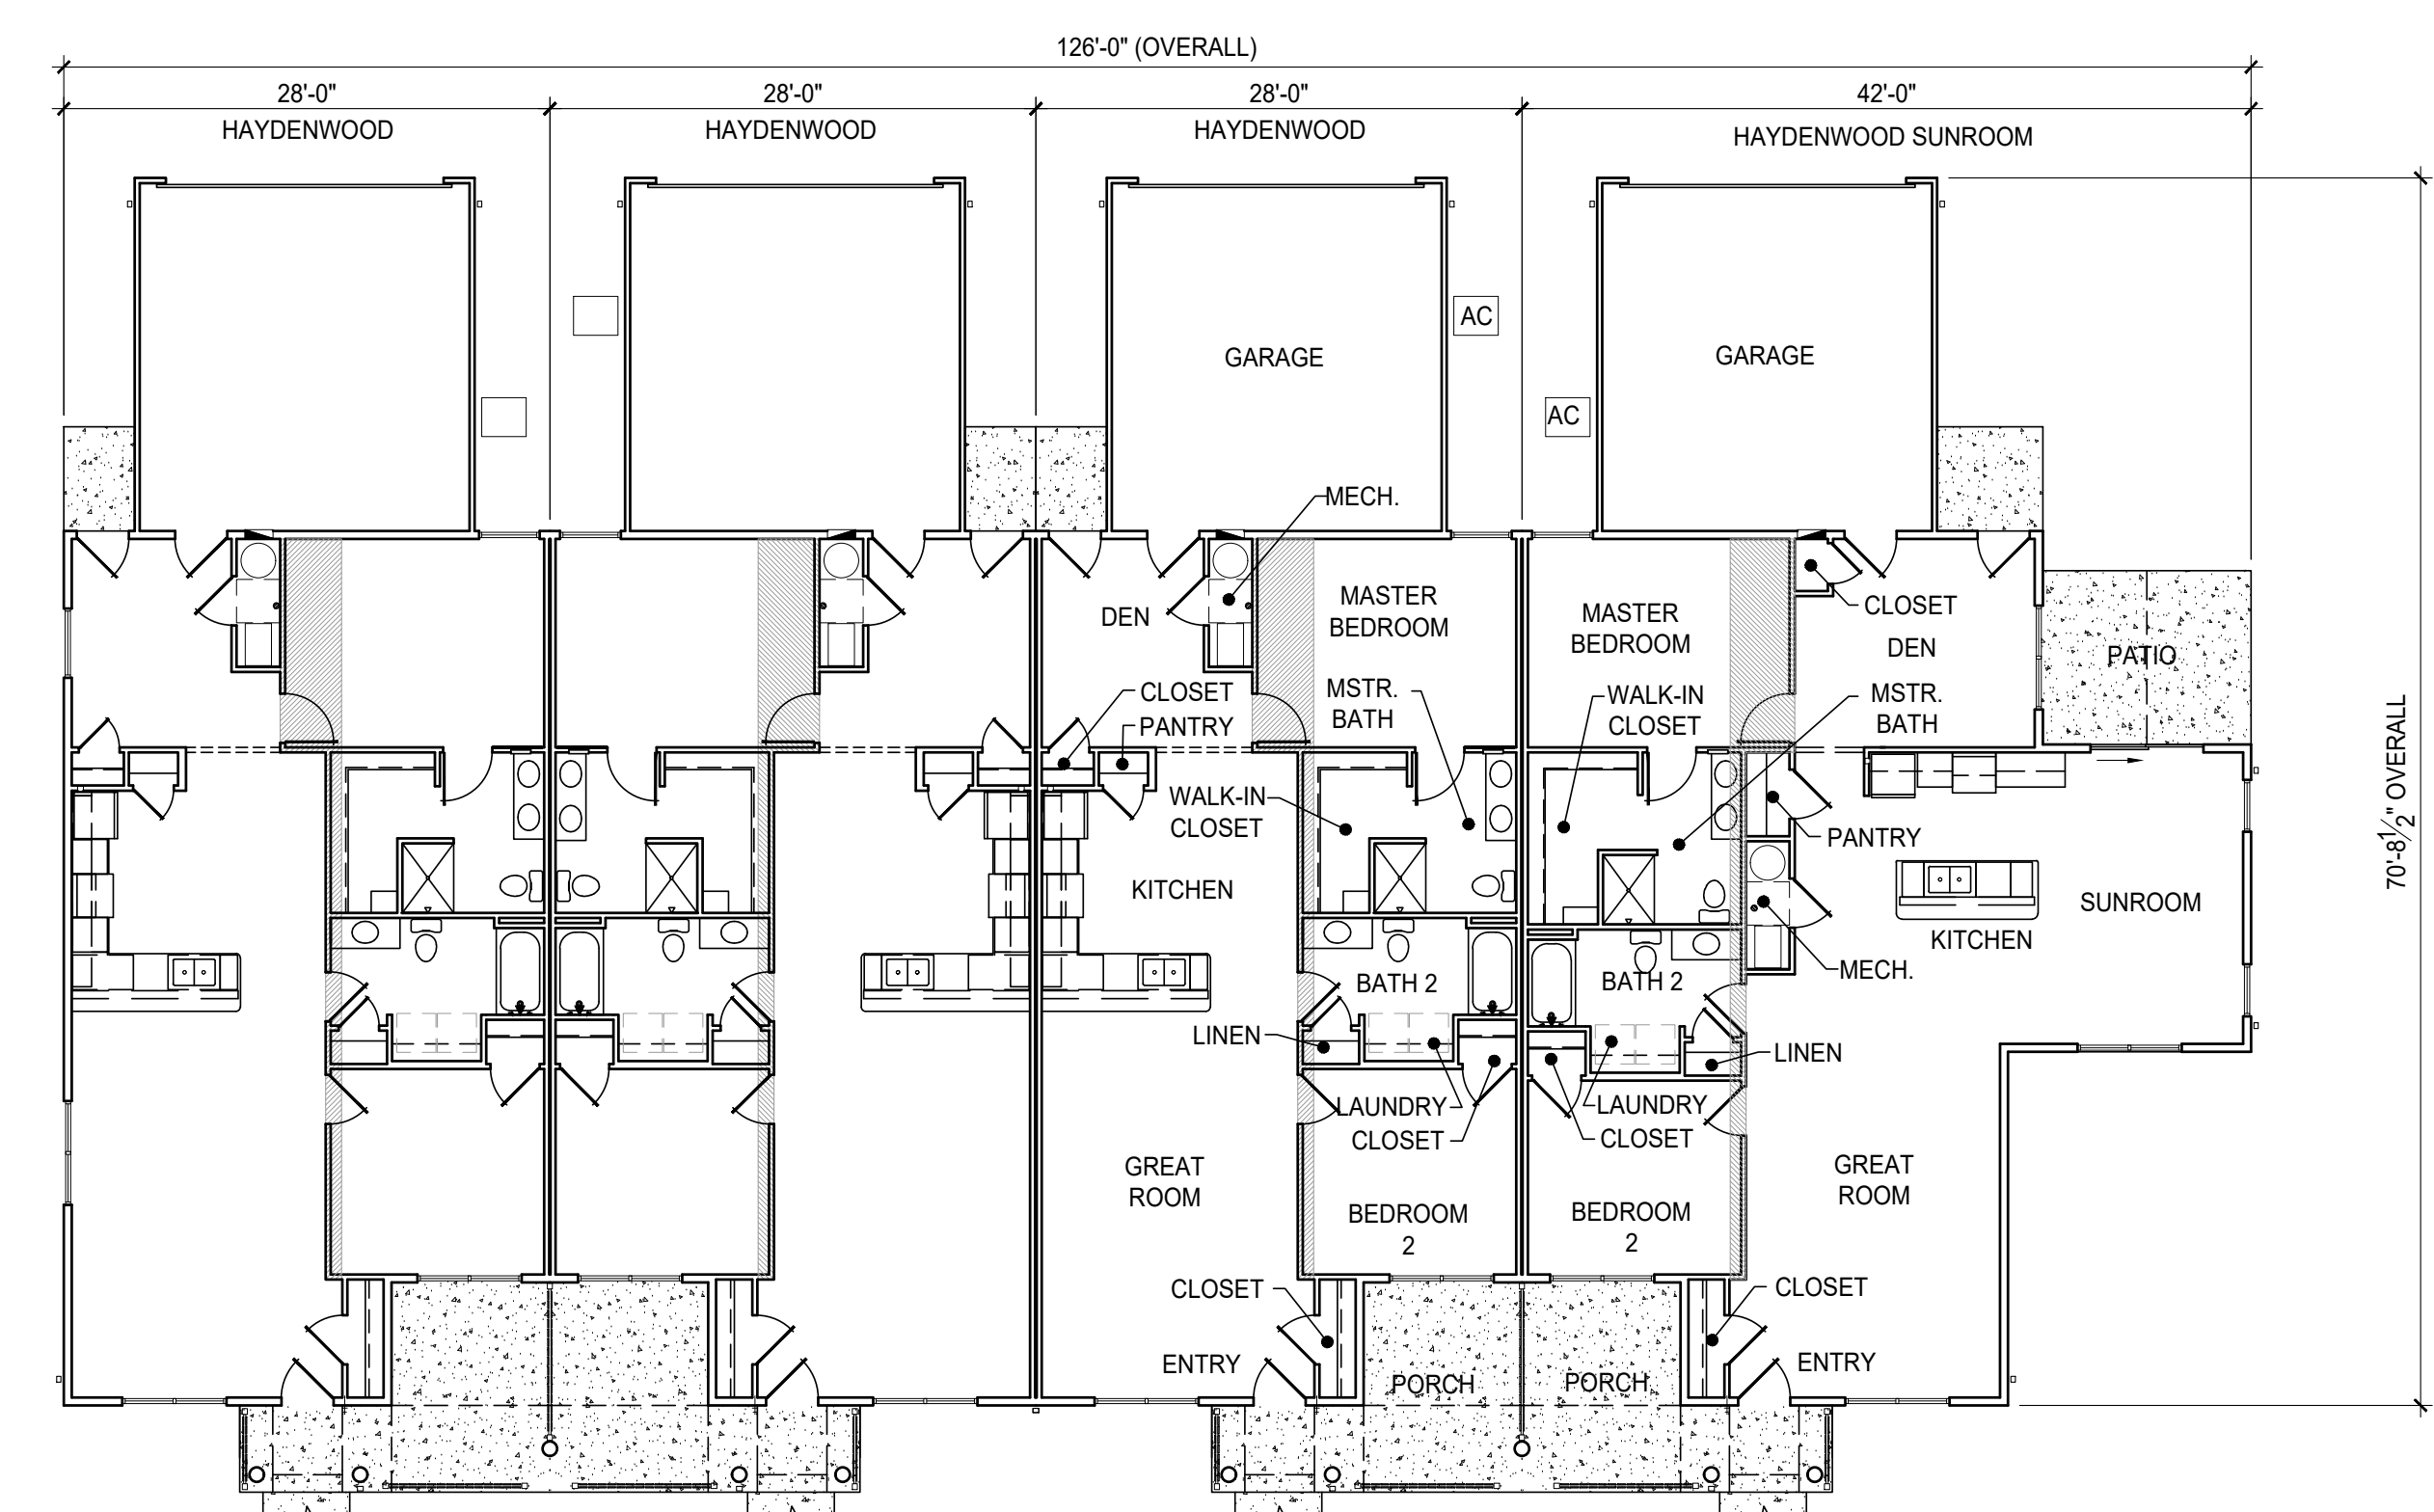 126'-0" (OVERALL)
28'-0"
28'-0"
28'-0"
42'-0"
HAYDENWOOD
HAYDENWOOD
HAYDENWOOD
HAYDENWOOD SUNROOM
AC
GARAGE
GARAGE
AC
MECH.
DEN
MASTER
BEDROOM
MASTER
BEDROOM
CLOSET
DEN
PATIO
CLOSET
PANTRY
MSTR.
BATH
WALK-IN
CLOSET
MSTR.
BATH
70'-8 1/2" OVERALL
WALK-IN
CLOSET
PANTRY
KITCHEN
SUNROOM
KITCHEN
BATH 2
BATH 2
MECH.
LINEN
LINEN
LAUNDRY
CLOSET
LAUNDRY
CLOSET
GREAT
ROOM
GREAT
ROOM
BEDROOM
2
BEDROOM
2
CLOSET
CLOSET
ENTRY
ENTRY
PORCH
PORCH